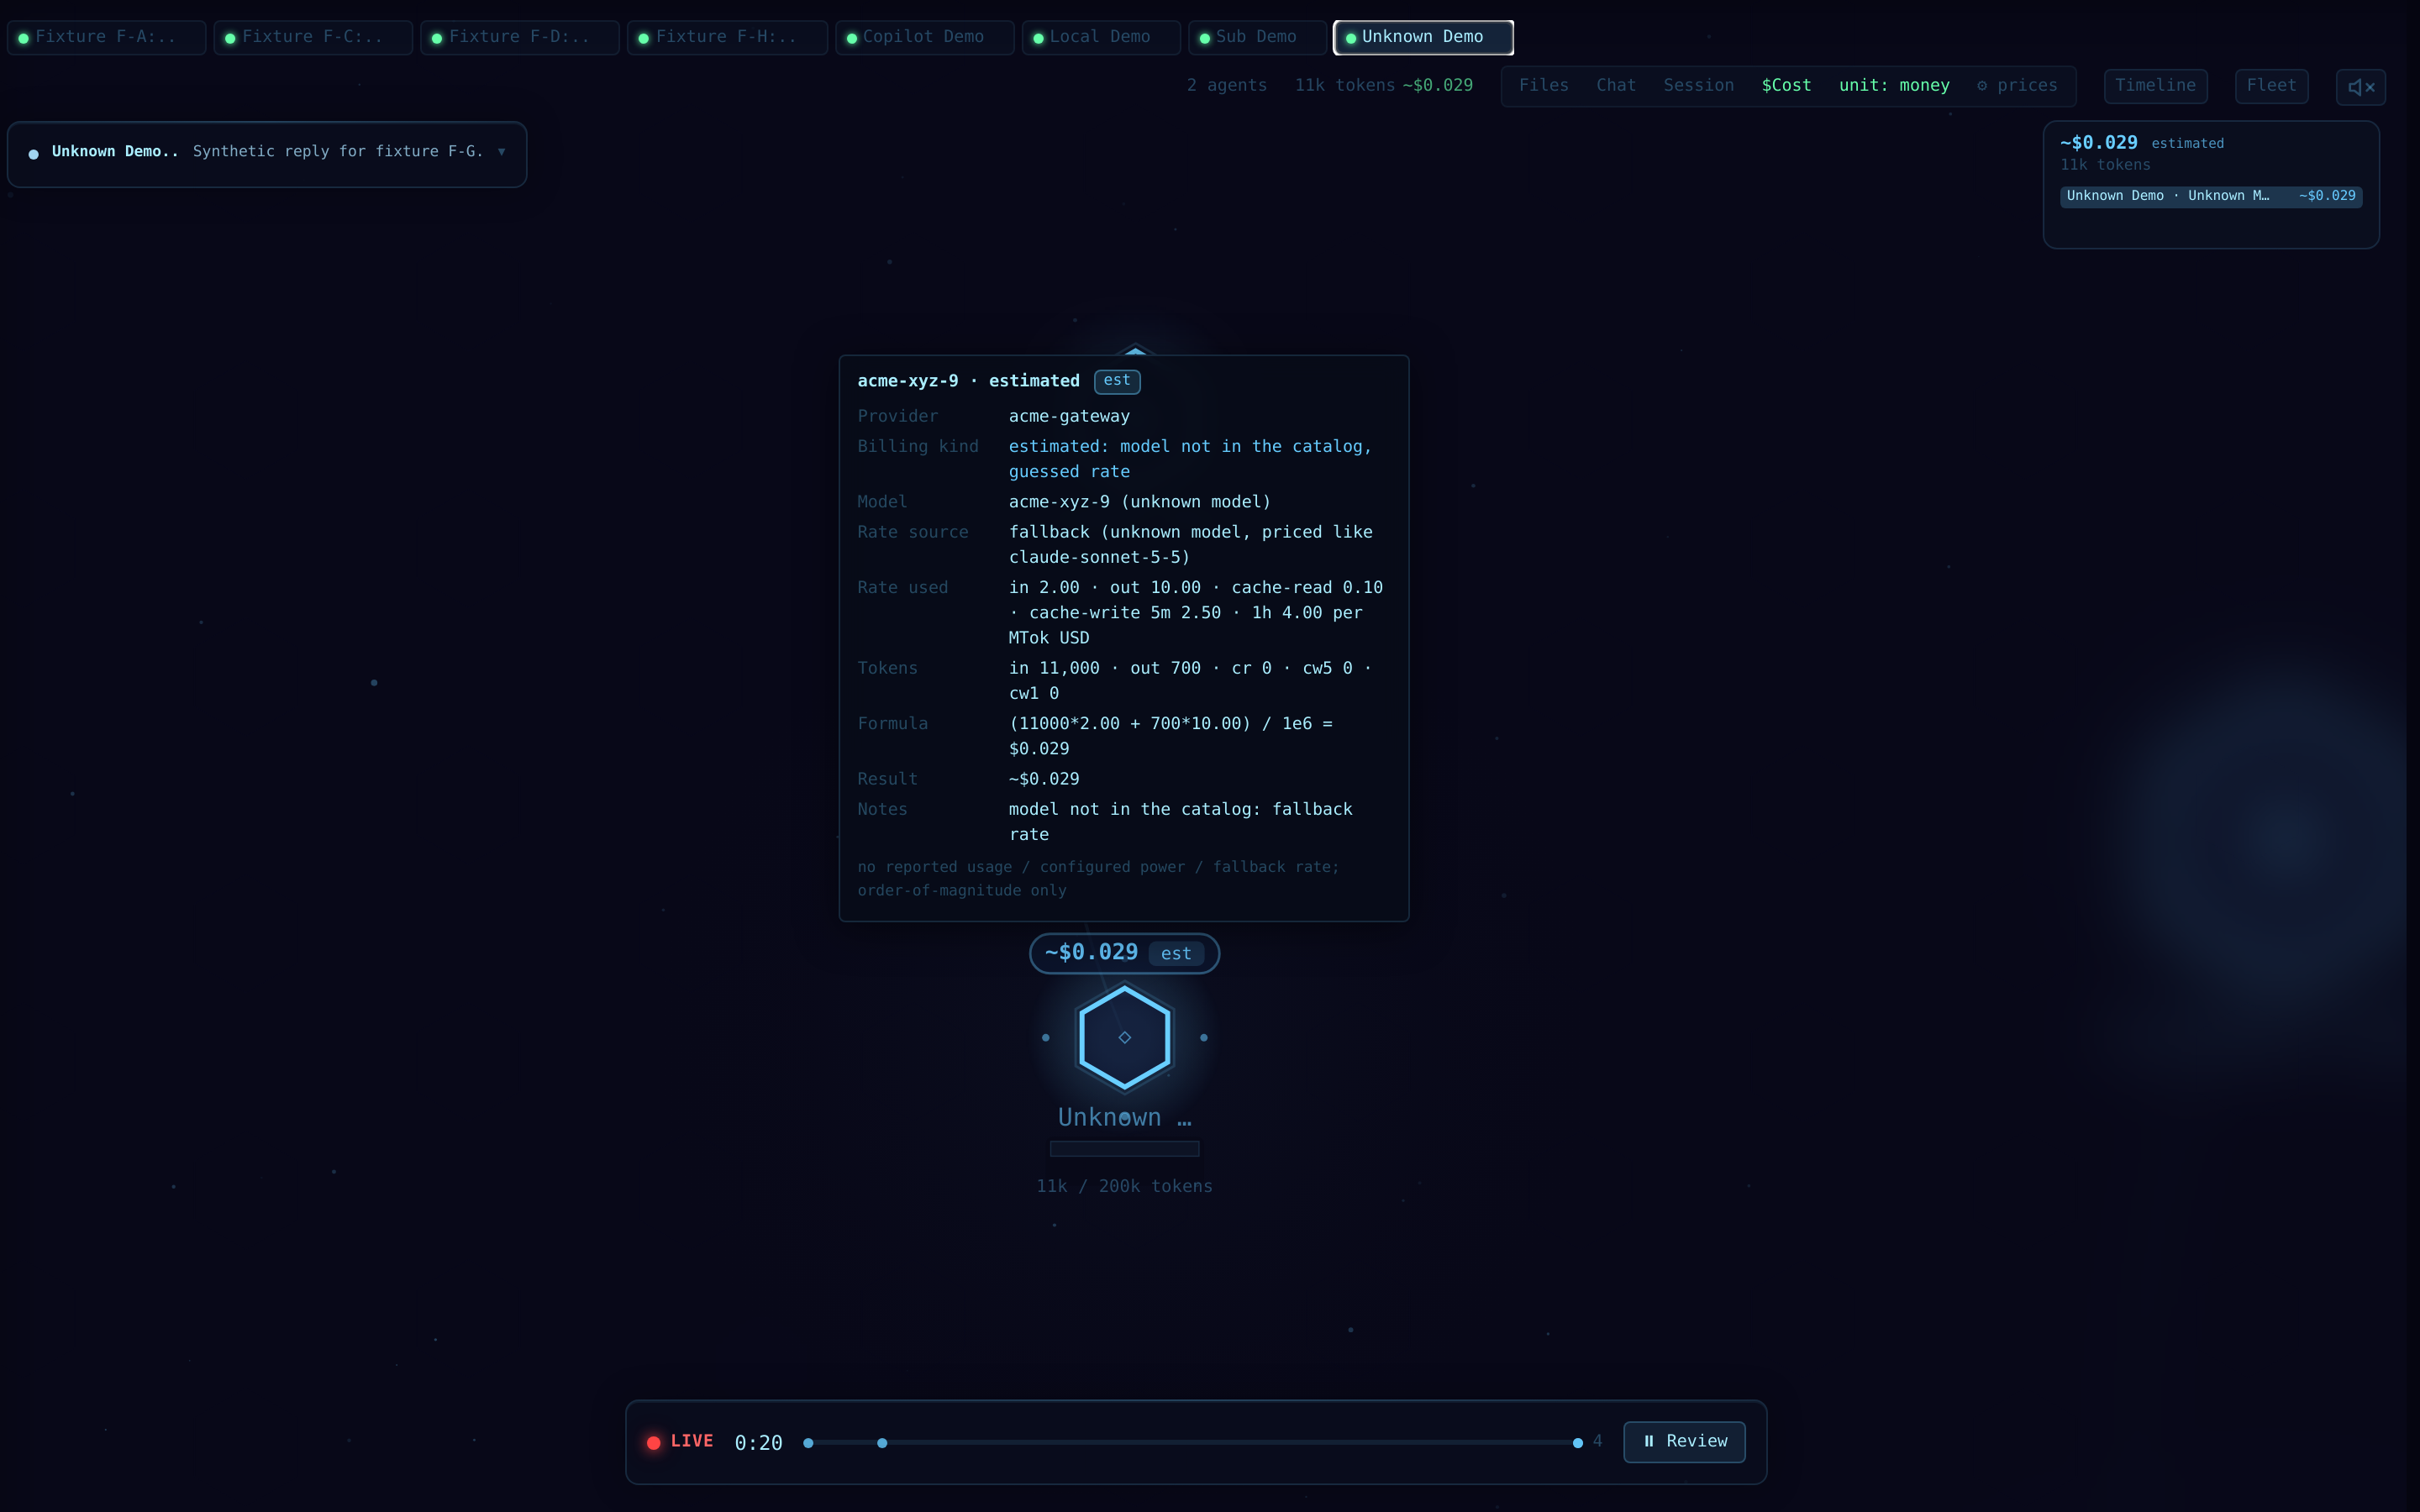 Fixture F-A:..
Fixture F-C:..
Fixture F-D:..
Fixture F-H:..
Copilot Demo
Local Demo
Sub Demo
Unknown Demo
2 agents 11k tokens ~$0.029 Files Chat Session $Cost unit: money ⚙ prices Timeline Fleet
Unknown Demo.. Synthetic reply for fixture F-G. ▼
~$0.029 estimated
11k tokens
Unknown Demo · Unknown M… ~$0.029
acme-xyz-9 · estimated est
Provider acme-gateway
Billing kind estimated: model not in the catalog,
guessed rate
Model acme-xyz-9 (unknown model)
Rate source fallback (unknown model, priced like
claude-sonnet-5-5)
Rate used in 2.00 · out 10.00 · cache-read 0.10
· cache-write 5m 2.50 · 1h 4.00 per
MTok USD
Tokens in 11,000 · out 700 · cr 0 · cw5 0 ·
cw1 0
Formula (11000*2.00 + 700*10.00) / 1e6 =
$0.029
Result ~$0.029
Notes model not in the catalog: fallback
rate
no reported usage / configured power / fallback rate;
order-of-magnitude only
~$0.029 est
Unknown …
11k / 200k tokens
LIVE 0:20 4 Review